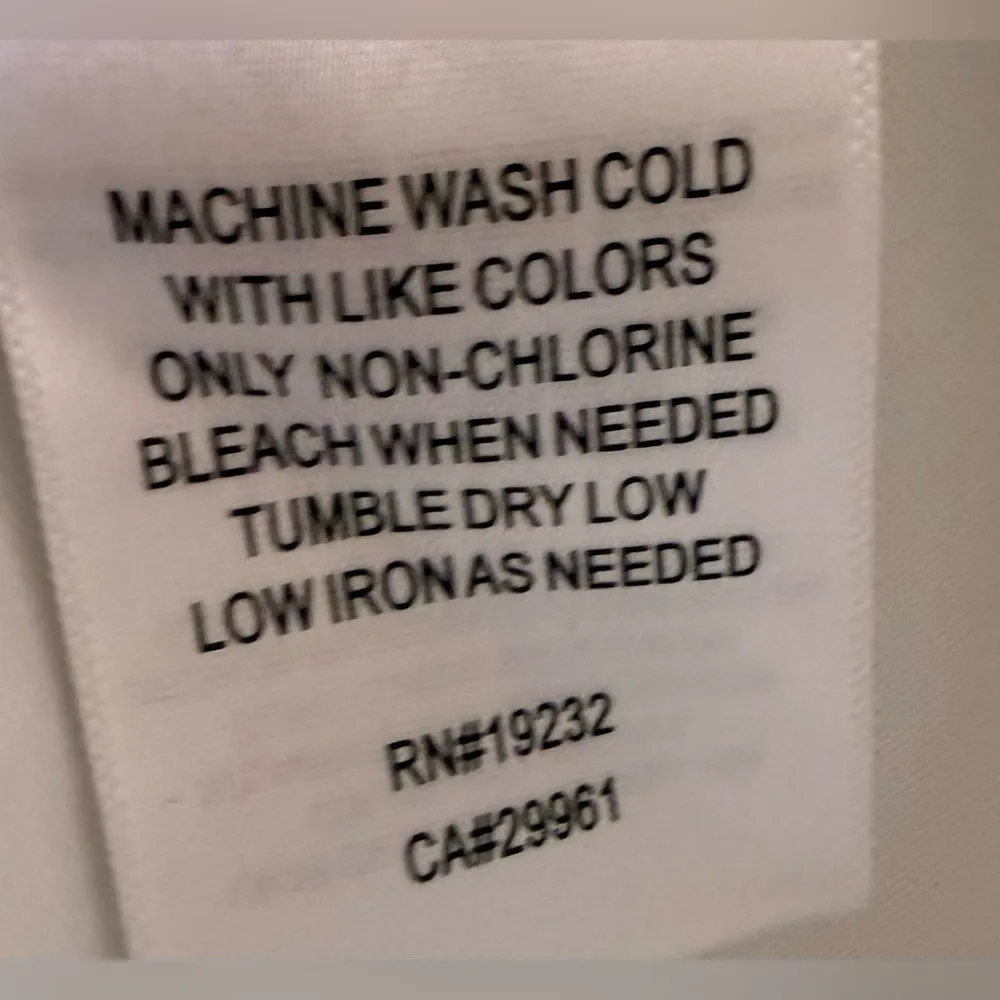 MACHINE WASH COLD
WITH LIKE COLORS
ONLY NON-CHLORINE
BLEACH WHEN NEEDED
TUMBLE DRY LOW
LOW IRON AS NEEDED
RN#19232
CA#29961